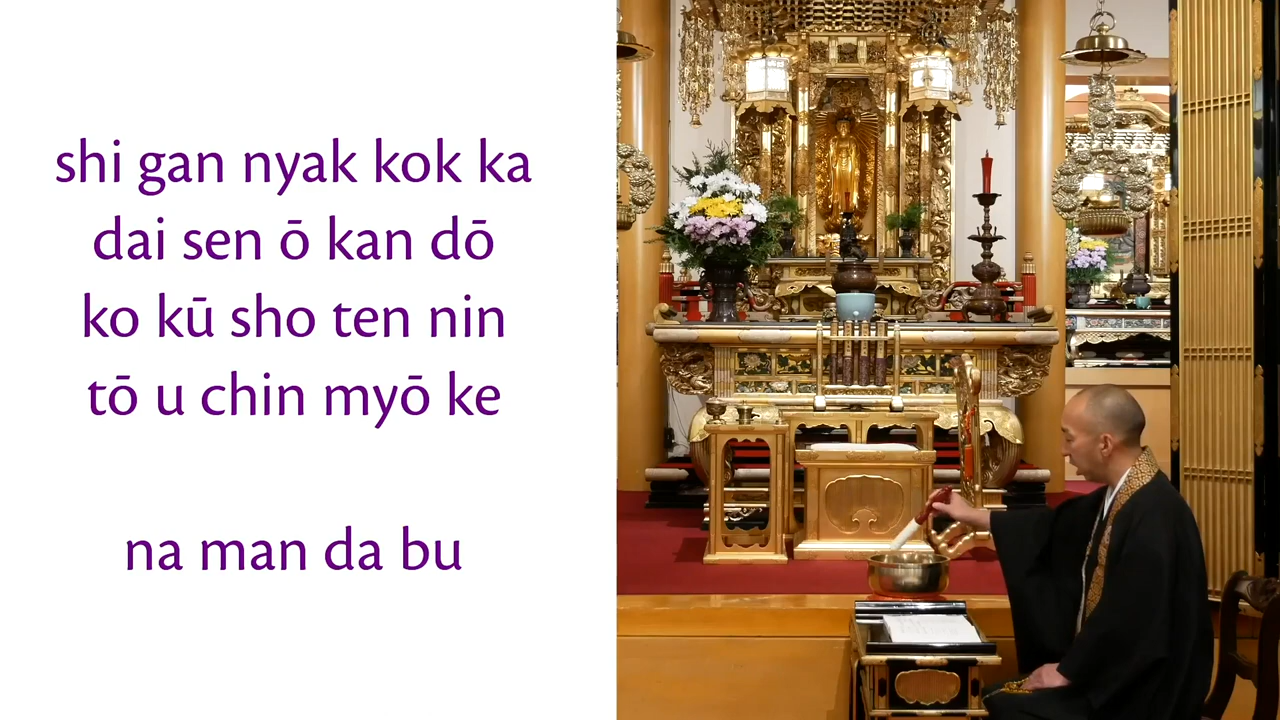 shi gan nyak kok ka
dai sen ō kan dō
ko kū sho ten nin
tō u chin myō ke
na man da bu